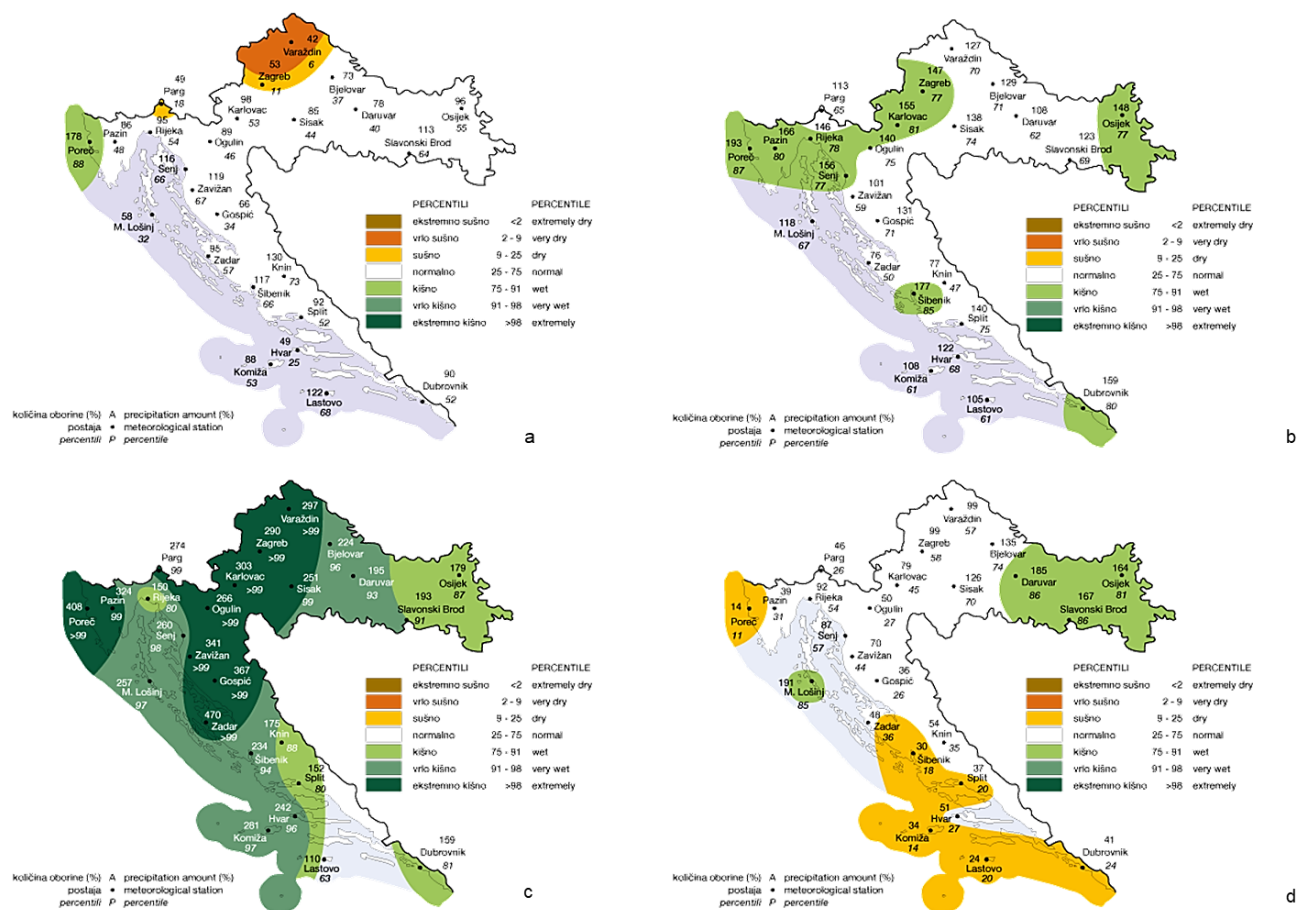 42
Varaždin
6
53
Zagreb
11
49
Parg
18
73
Bjelovar
37
98
Karlovac
53
85
Sisak
44
78
Daruvar
40
96
Osijek
55
178
Poreč
88
86
Pazin
48
95
Rijeka
54
89
Ogulin
46
113
Slavonski Brod
64
116
Senj
66
119
Zavižan
67
66
Gospić
34
58
M. Lošinj
32
Zadar
57
130
Knin
73
117
Šibenik
66
92
Split
52
49
Hvar
25
88
Komiža
53
122
Lastovo
68
90
Dubrovnik
52
PERCENTILI PERCENTILE
ekstremno sušno <2 extremely dry
vrlo sušno 2 - 9 very dry
sušno 9 - 25 dry
normalno 25 - 75 normal
kišno 75 - 91 wet
vrlo kišno 91 - 98 very wet
ekstremno kišno >98 extremely
količina oborine (%) A precipitation amount (%)
postaja • meteorological station
percentili P percentile
a
127
Varaždin
70
147
Zagreb
77
113
Parg
65
129
Bjelovar
71
155
Karlovac
81
138
Sisak
74
108
Daruvar
62
148
Osijek
77
193
Poreč
87
166
Pazin
80
146
Rijeka
78
140
Ogulin
75
123
Slavonski Brod
69
156
Senj
77
101
Zavižan
59
131
Gospić
71
118
M. Lošinj
67
76
Zadar
50
77
Knin
47
177
Šibenik
85
140
Split
75
122
Hvar
68
108
Komiža
61
105
Lastovo
61
159
Dubrovnik
80
PERCENTILI PERCENTILE
ekstremno sušno <2 extremely dry
vrlo sušno 2 - 9 very dry
sušno 9 - 25 dry
normalno 25 - 75 normal
kišno 75 - 91 wet
vrlo kišno 91 - 98 very wet
ekstremno kišno >98 extremely
količina oborine (%) A precipitation amount (%)
postaja • meteorological station
percentili P percentile
b
297
Varaždin
>99
290
Zagreb
>99
274
Parg
99
224
Bjelovar
96
303
Karlovac
>99
251
Sisak
99
195
Daruvar
93
179
Osijek
87
408
Poreč
>99
324
Pazin
99
150
Rijeka
80
266
Ogulin
>99
193
Slavonski Brod
91
260
Senj
98
341
Zavižan
>99
367
Gospić
>99
257
M. Lošinj
97
470
Zadar
>99
175
Knin
88
234
Šibenik
94
152
Split
80
242
Hvar
96
281
Komiža
97
110
Lastovo
63
159
Dubrovnik
81
PERCENTILI PERCENTILE
ekstremno sušno <2 extremely dry
vrlo sušno 2 - 9 very dry
sušno 9 - 25 dry
normalno 25 - 75 normal
kišno 75 - 91 wet
vrlo kišno 91 - 98 very wet
ekstremno kišno >98 extremely
količina oborine (%) A precipitation amount (%)
postaja • meteorological station
percentili P percentile
c
99
Varaždin
57
99
Zagreb
58
46
Parg
26
135
Bjelovar
74
79
Karlovac
45
126
Sisak
70
185
Daruvar
86
164
Osijek
81
14
Poreč
11
39
Pazin
31
92
Rijeka
54
50
Ogulin
27
167
Slavonski Brod
86
87
Senj
57
70
Zavižan
44
36
Gospić
26
191
M. Lošinj
85
48
Zadar
36
54
Knin
35
30
Šibenik
18
37
Split
20
51
Hvar
27
34
Komiža
14
24
Lastovo
20
41
Dubrovnik
24
PERCENTILI PERCENTILE
ekstremno sušno <2 extremely dry
vrlo sušno 2 - 9 very dry
sušno 9 - 25 dry
normalno 25 - 75 normal
kišno 75 - 91 wet
vrlo kišno 91 - 98 very wet
ekstremno kišno >98 extremely
količina oborine (%) A precipitation amount (%)
postaja • meteorological station
percentili P percentile
d